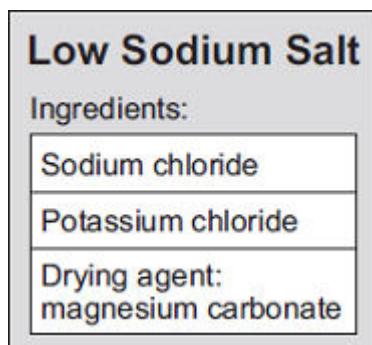 Low Sodium Salt
Ingredients:
Sodium chloride
Potassium chloride
Drying agent:
magnesium carbonate